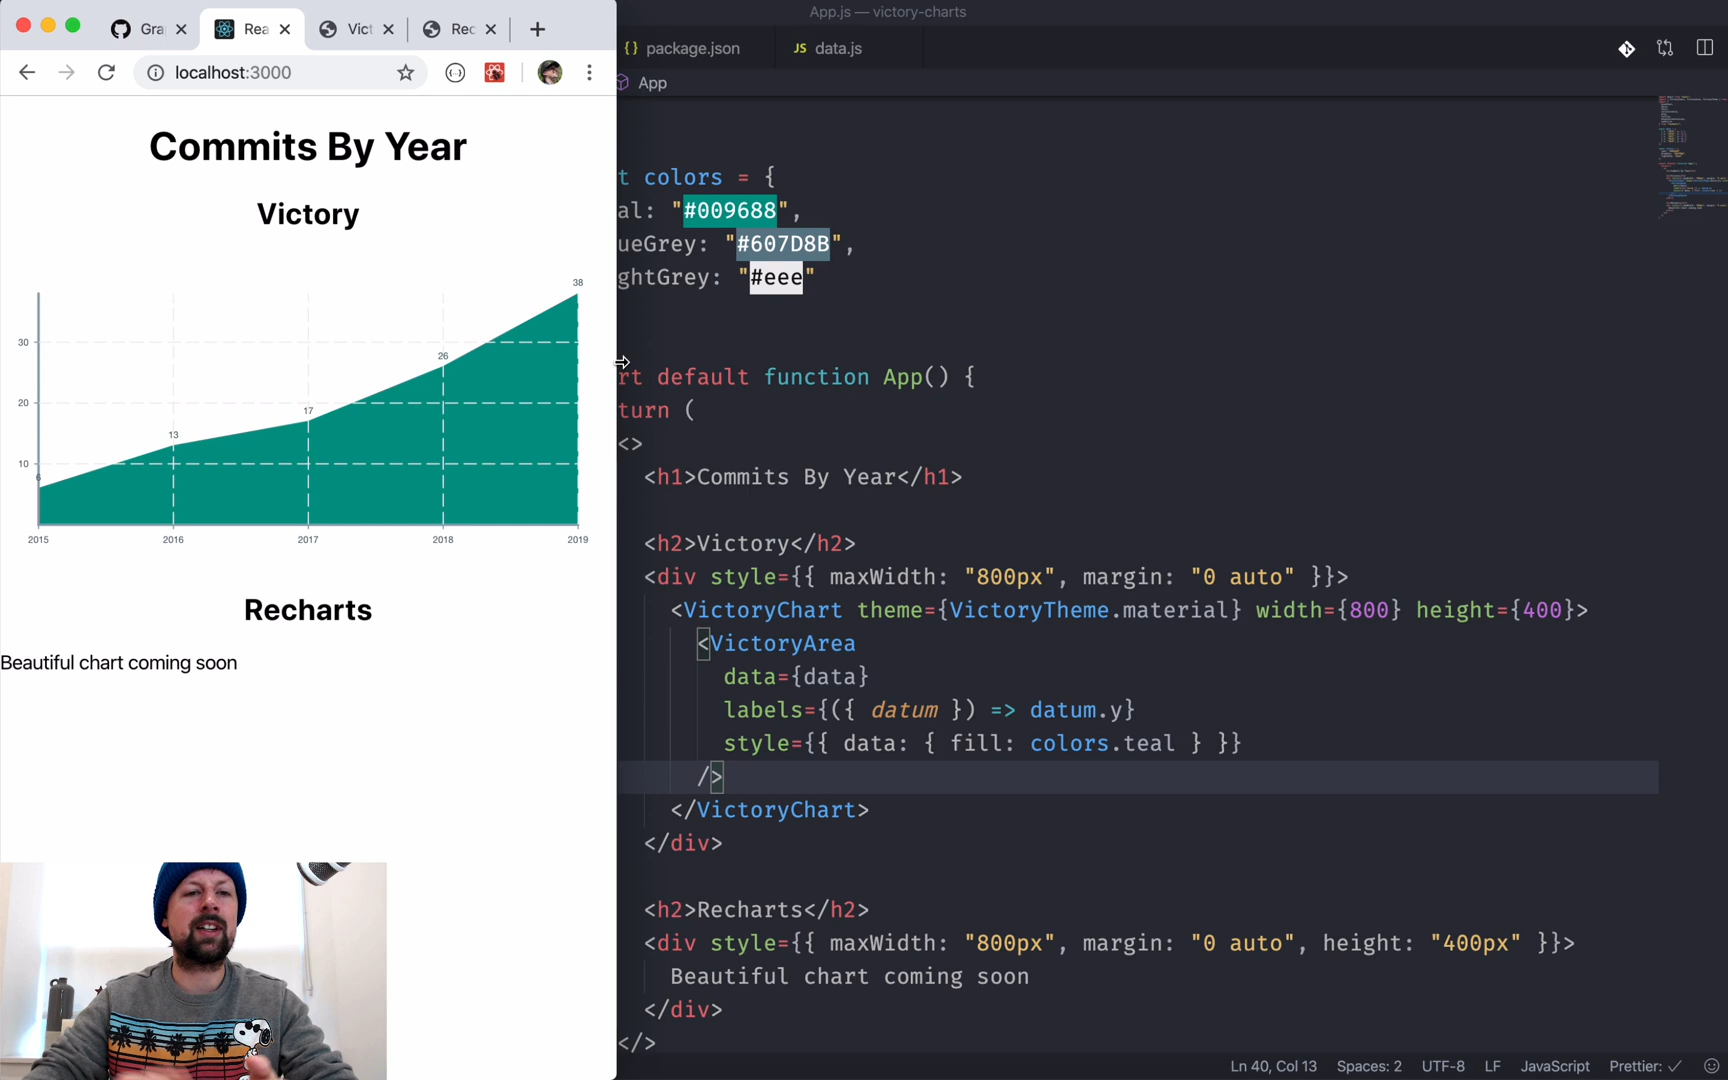 App.js — victory-charts
Gra
Rea
Vict
Rec
{} package.json
JS data.js
localhost:3000
App
Commits By Year
Victory
38
30
26
20
17
13
10
6
2015
2016
2017
2018
2019
Recharts
Beautiful chart coming soon
t colors = {
al: "#009688",
ueGrey: "#607D8B",
ghtGrey: "#eee"
rt default function App() {
turn (
<>
<h1>Commits By Year</h1>
<h2>Victory</h2>
<div style={{ maxWidth: "800px", margin: "0 auto" }}>
<VictoryChart theme={VictoryTheme.material} width={800} height={400}>
<VictoryArea
data={data}
labels={({ datum }) => datum.y}
style={{ data: { fill: colors.teal } }}
/>
</VictoryChart>
</div>
<h2>Recharts</h2>
<div style={{ maxWidth: "800px", margin: "0 auto", height: "400px" }}>
Beautiful chart coming soon
</div>
</>
Ln 40, Col 13
Spaces: 2
UTF-8
LF
JavaScript
Prettier: ✓